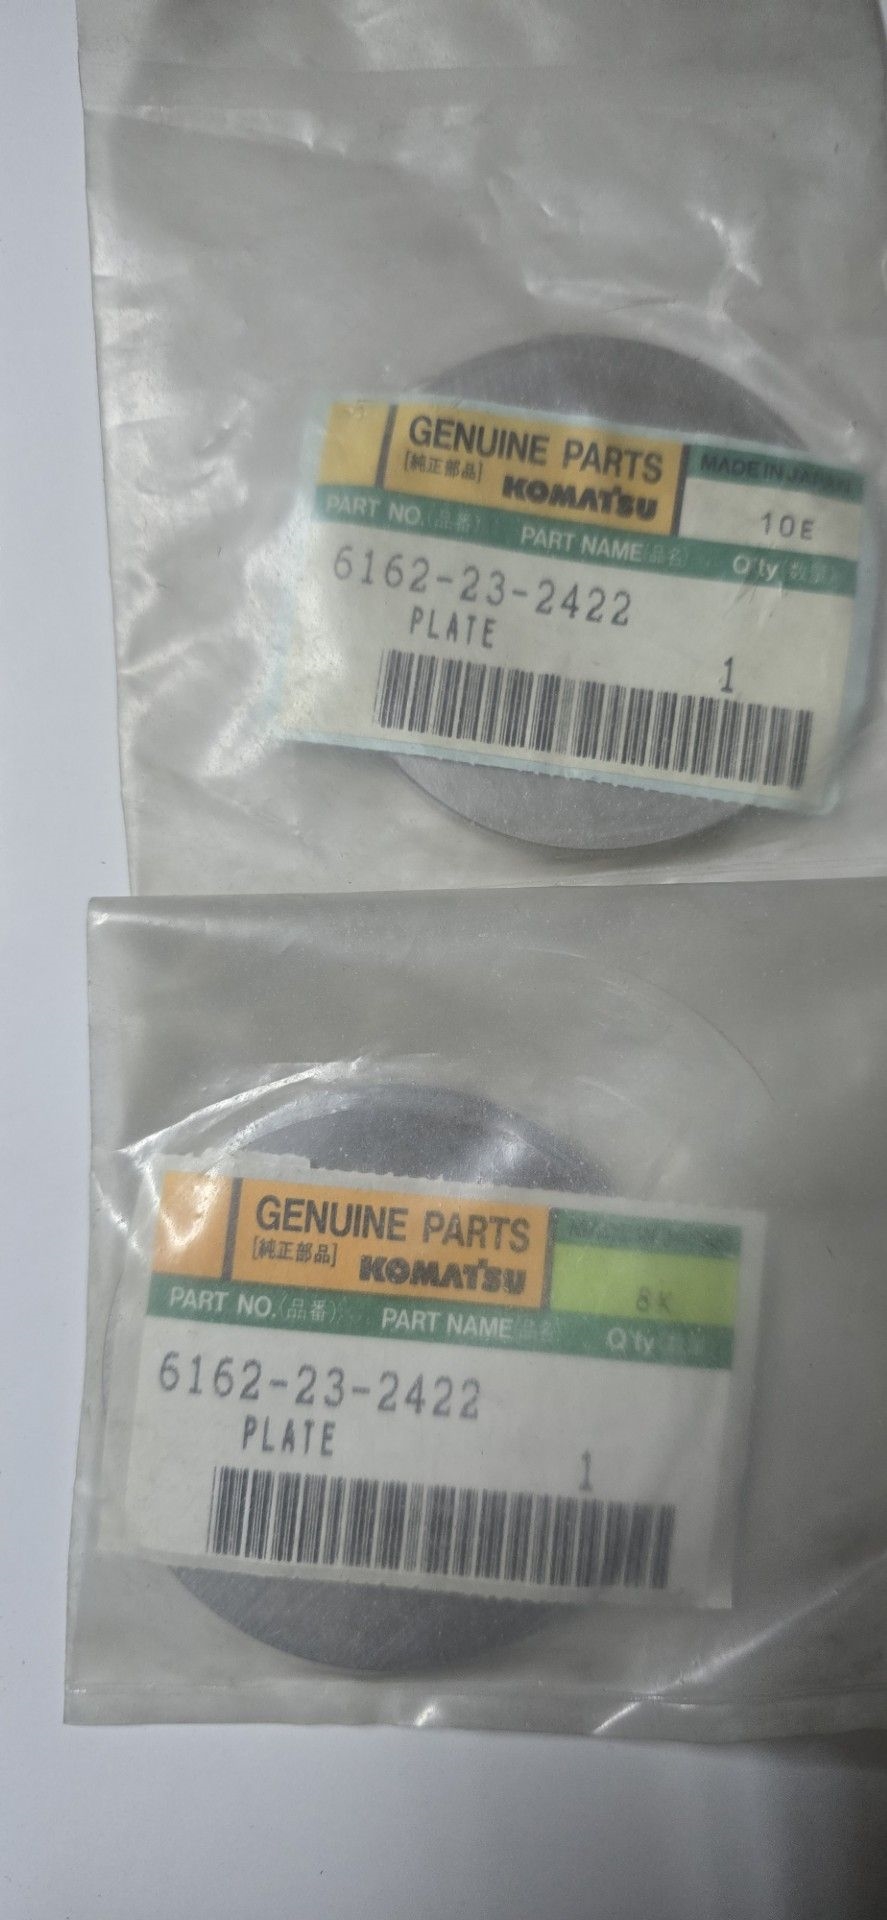 GENUINE PARTS
[純正部品] KOMATSU
MADE IN JAPAN
10E
PART NO.(品番) PART NAME(品名) Q'ty(数量)
6162-23-2422
PLATE
1
GENUINE PARTS
[純正部品] KOMATSU
8K
PART NO.(品番) PART NAME(品名) Q'ty
6162-23-2422
PLATE
1